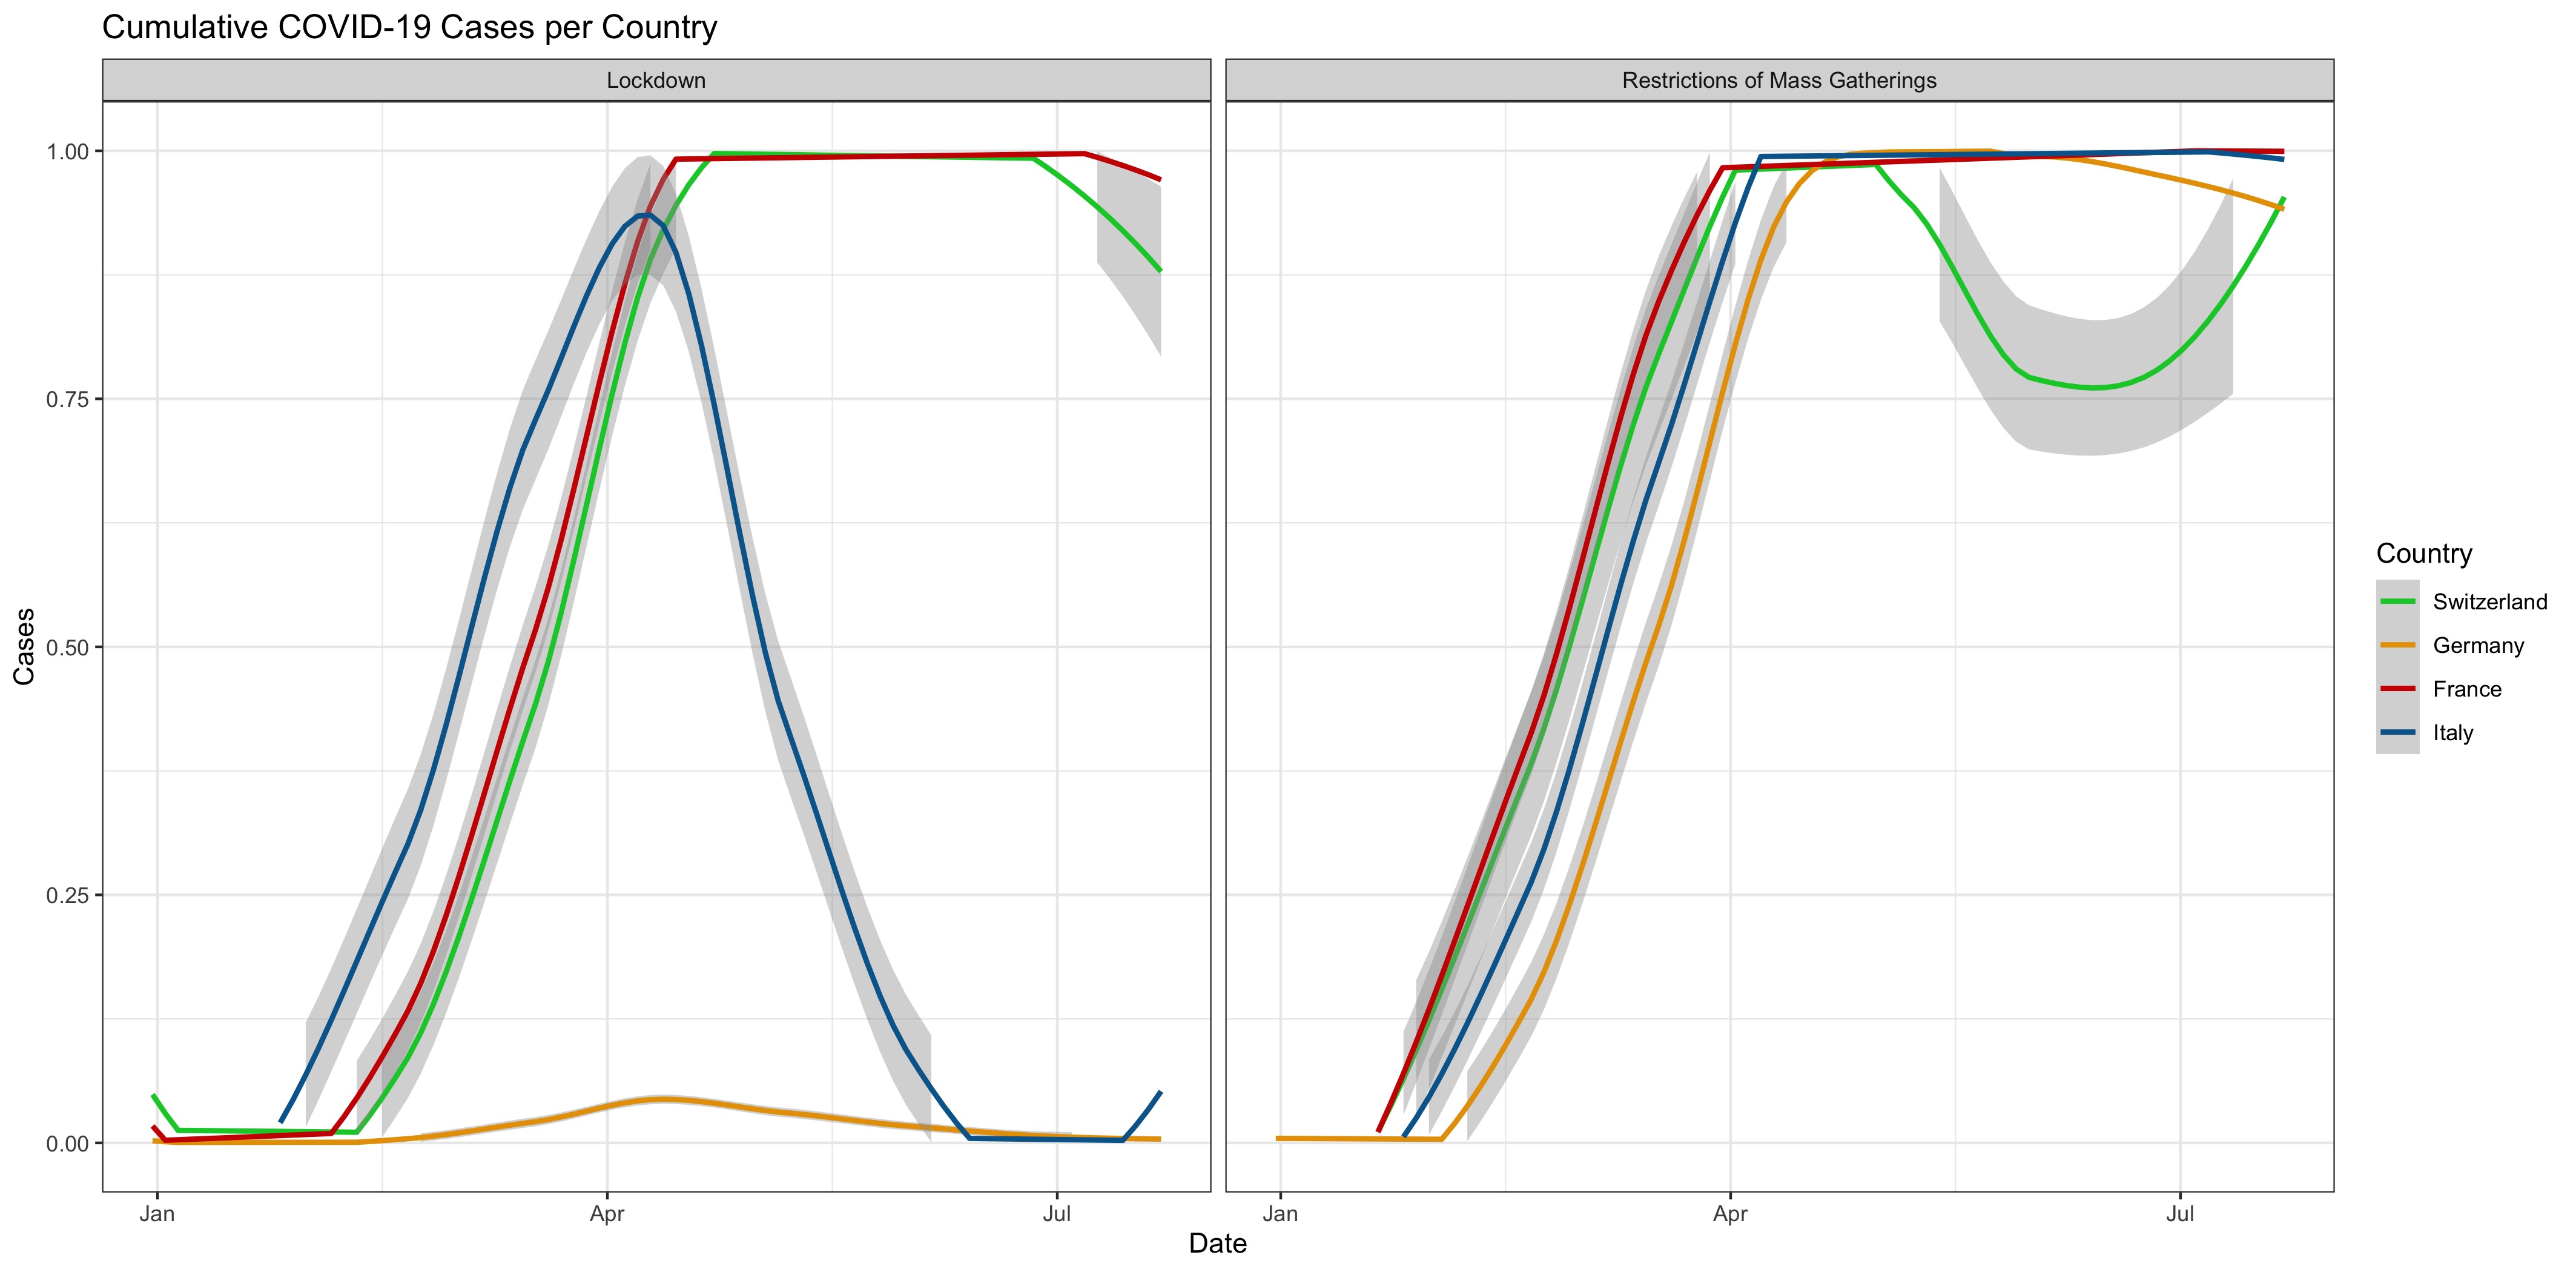 Cumulative COVID-19 Cases per Country
Lockdown
Restrictions of Mass Gatherings
Cases
1.00
0.75
0.50
0.25
0.00
Jan
Apr
Jul
Jan
Apr
Jul
Date
Country
Switzerland
Germany
France
Italy